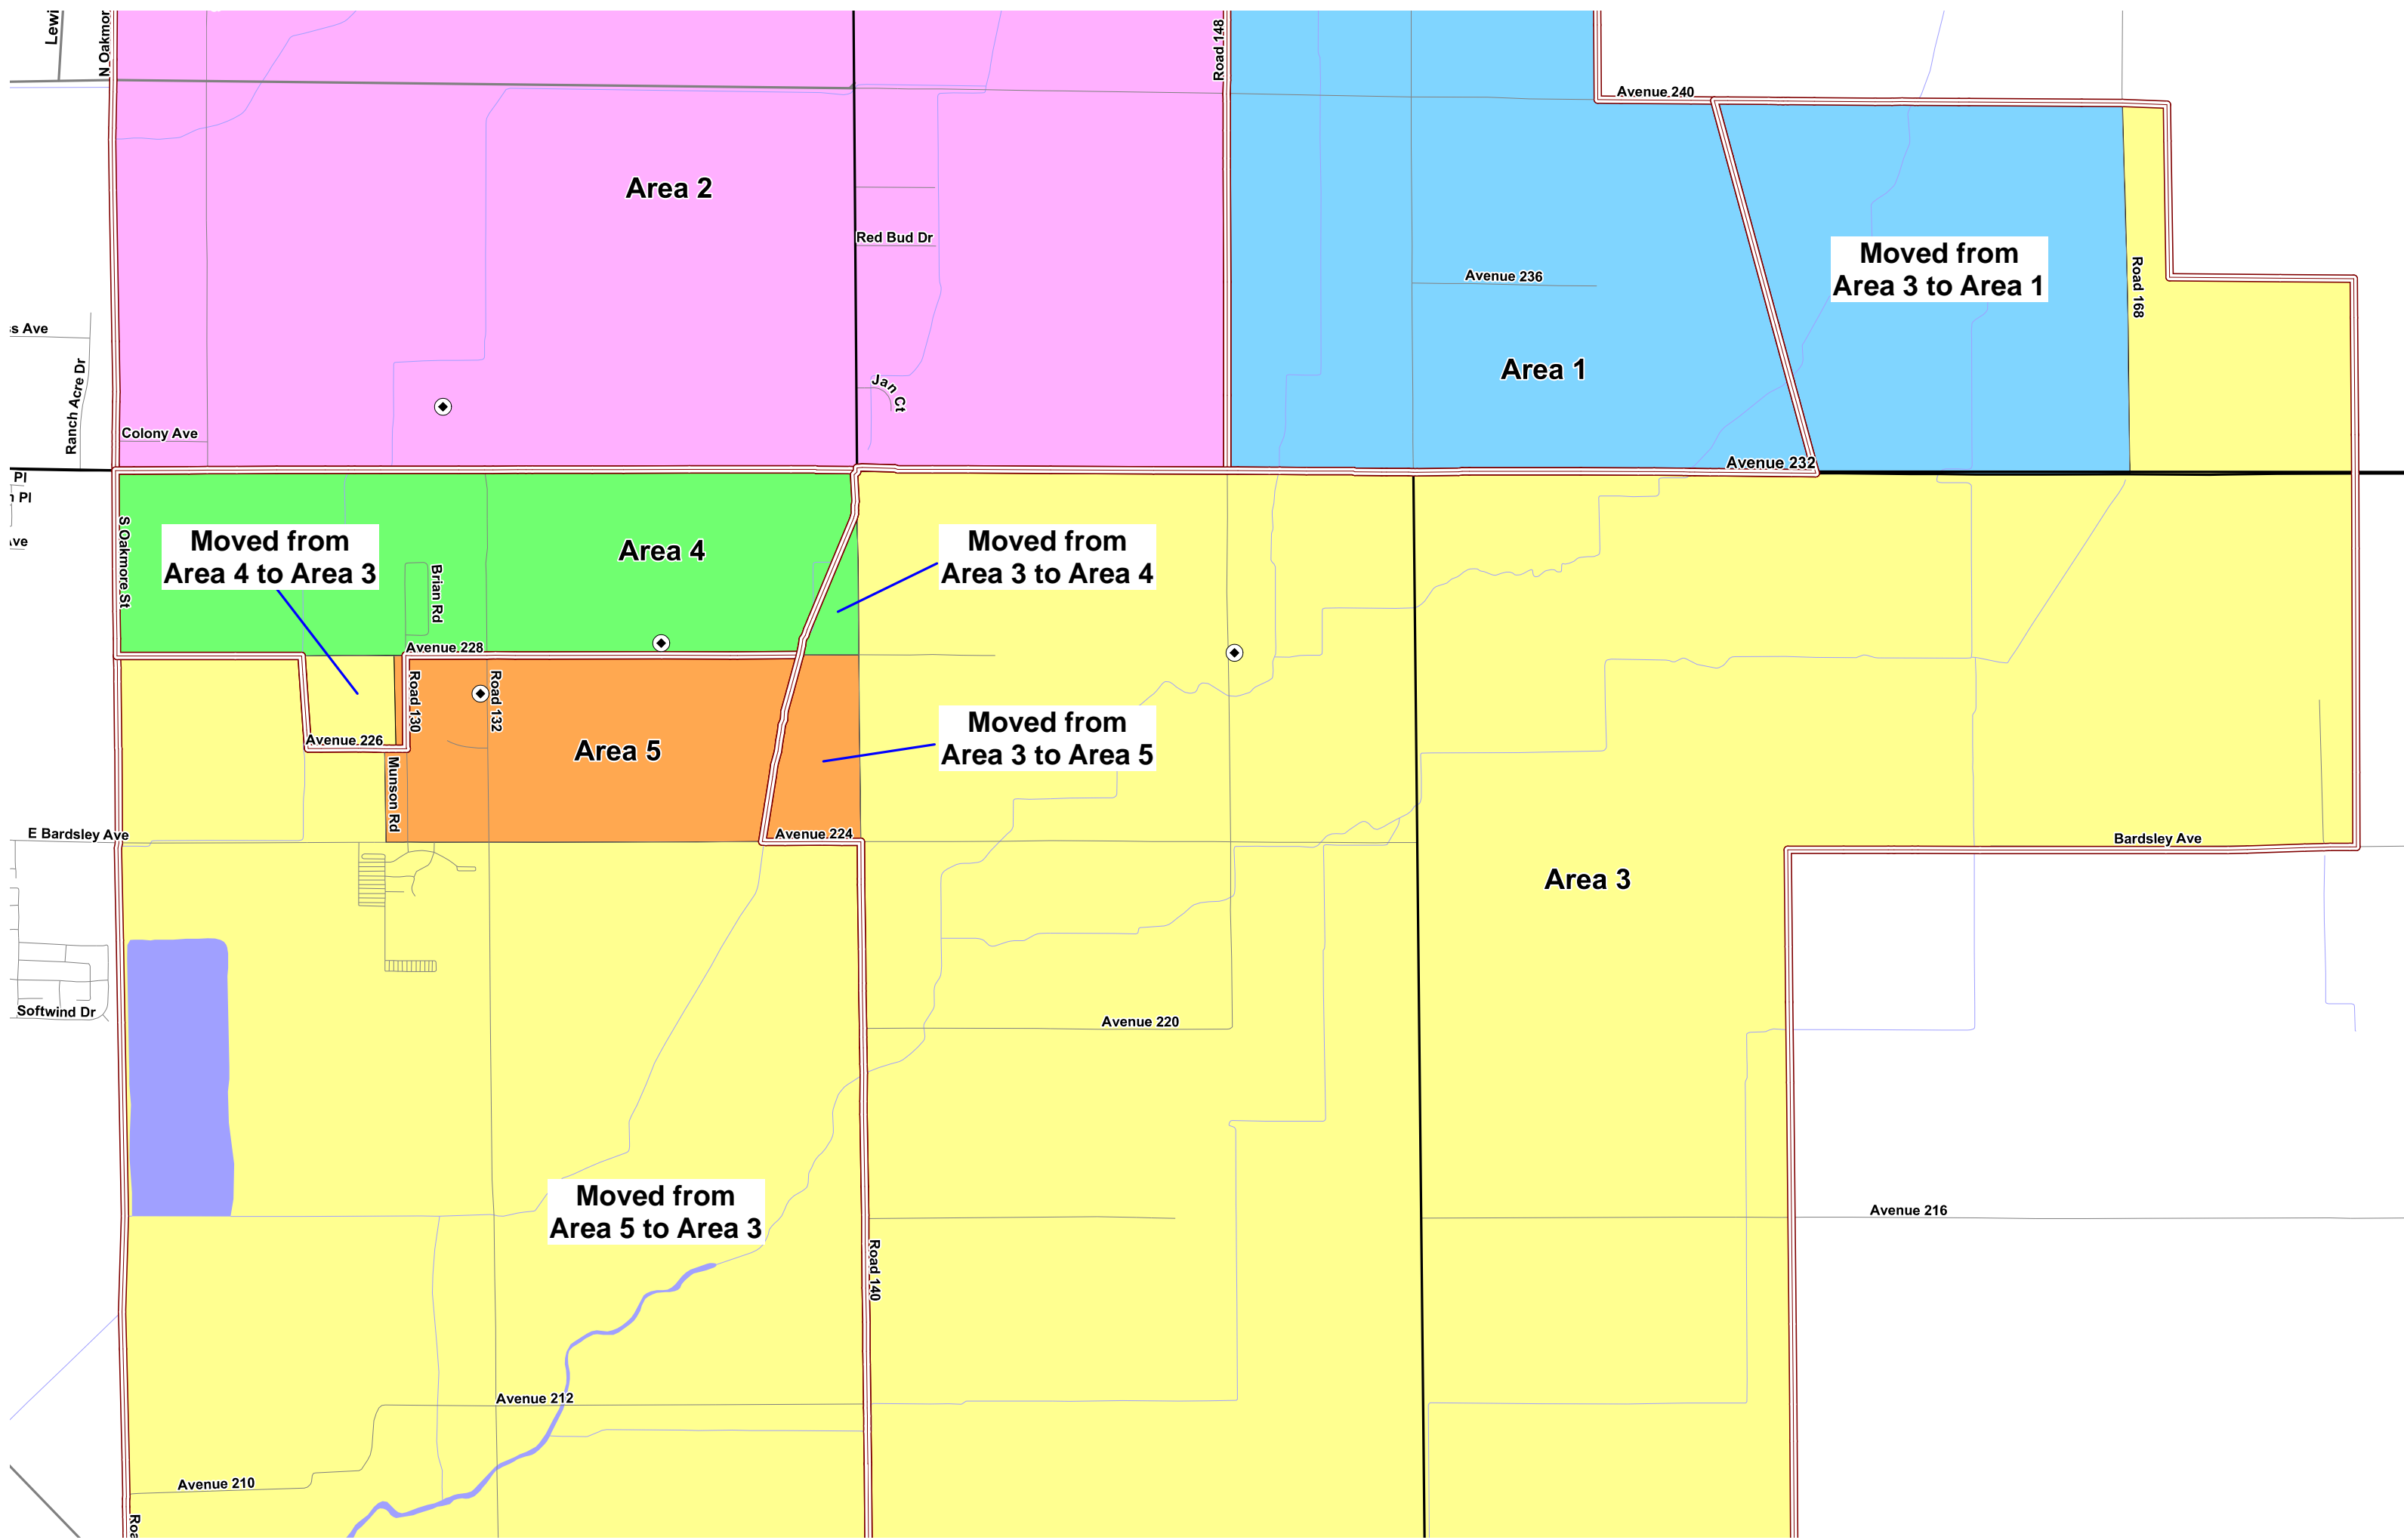 Lewi
N Oakmor
Road 148
Avenue 240
Area 2
Red Bud Dr
Moved from
Area 3 to Area 1
Road 168
Avenue 236
ss Ave
Ranch Acre Dr
Area 1
Jan Ct
Colony Ave
Avenue 232
Pl
n Pl
Ave
S Oakmore St
Moved from
Area 4 to Area 3
Brian Rd
Area 4
Moved from
Area 3 to Area 4
Avenue 228
Road 130
Road 132
Avenue 226
Area 5
Moved from
Area 3 to Area 5
Munson Rd
E Bardsley Ave
Avenue 224
Bardsley Ave
Area 3
Softwind Dr
Avenue 220
Moved from
Area 5 to Area 3
Avenue 216
Road 140
Avenue 212
Avenue 210
Roa